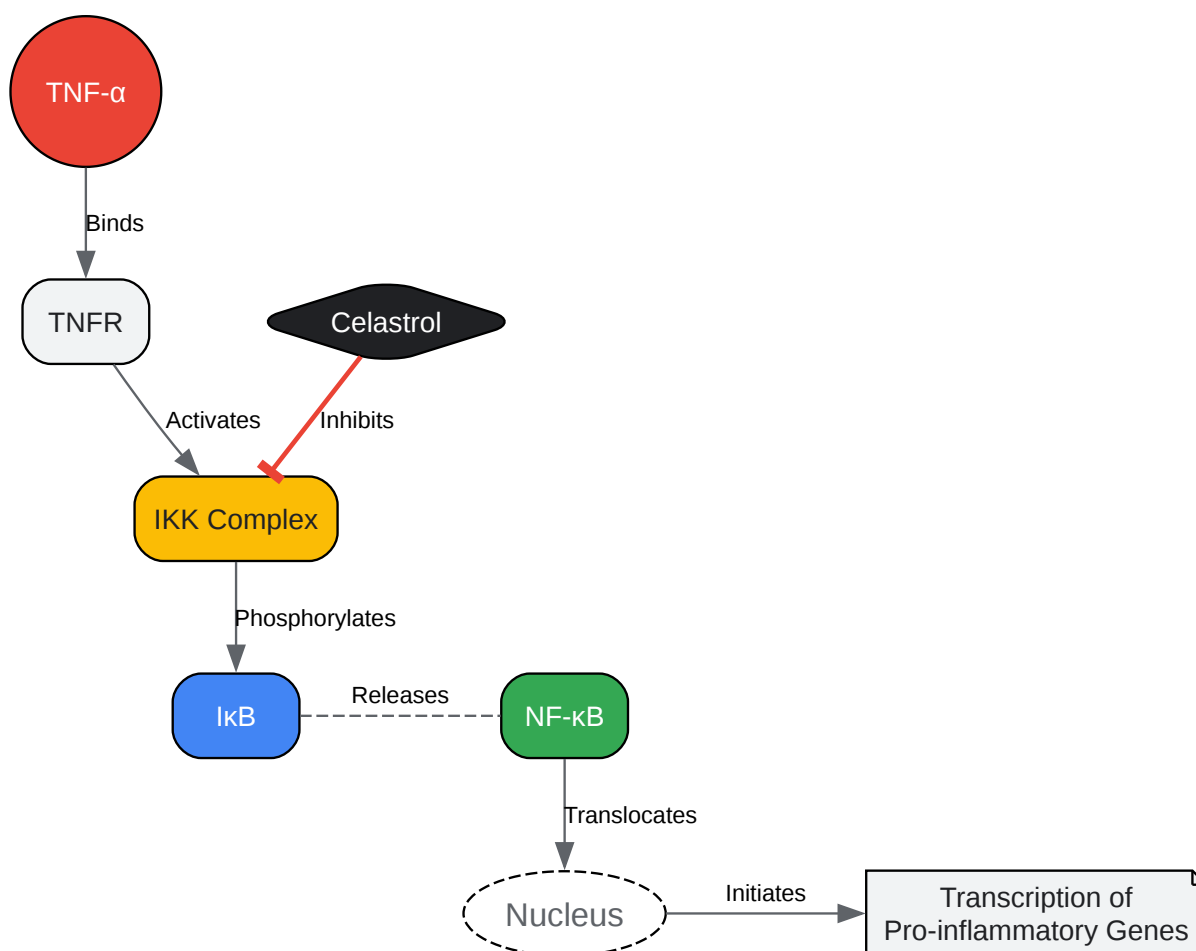 TNF-α
Binds
TNFR
Celastrol
Activates
Inhibits
IKK Complex
Phosphorylates
IκB
Releases
NF-κB
Translocates
Nucleus
Initiates
Transcription of
Pro-inflammatory Genes